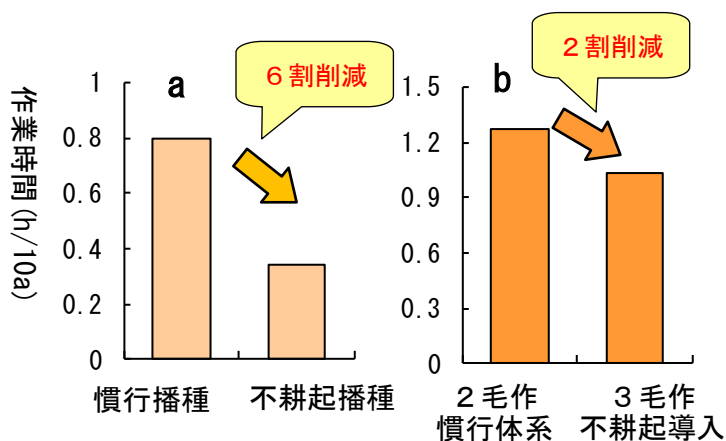 作業時間(h/10a)
a
6割削減
1
0.8
0.6
0.4
0.2
0
慣行播種
不耕起播種
b
2割削減
1.5
1.2
0.9
0.6
0.3
0
2毛作
慣行体系
3毛作
不耕起導入